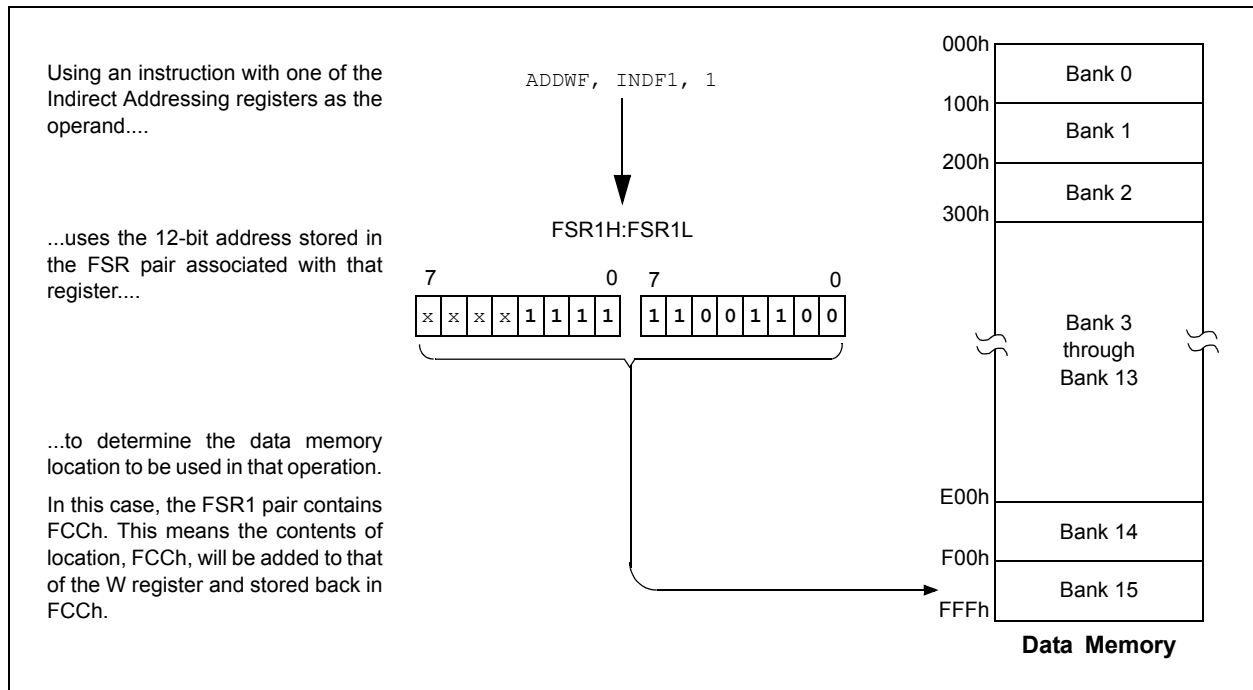 Using an instruction with one of the
Indirect Addressing registers as the
operand....
ADDWF, INDF1, 1
...uses the 12-bit address stored in
the FSR pair associated with that
register....
FSR1H:FSR1L
7 0 7 0
x x x x 1 1 1 1 1 1 0 0 1 1 0 0
...to determine the data memory
location to be used in that operation.
In this case, the FSR1 pair contains
FCCh. This means the contents of
location, FCCh, will be added to that
of the W register and stored back in
FCCh.
000h
Bank 0
100h
Bank 1
200h
Bank 2
300h
Bank 3
through
Bank 13
E00h
Bank 14
F00h
Bank 15
FFFh
Data Memory